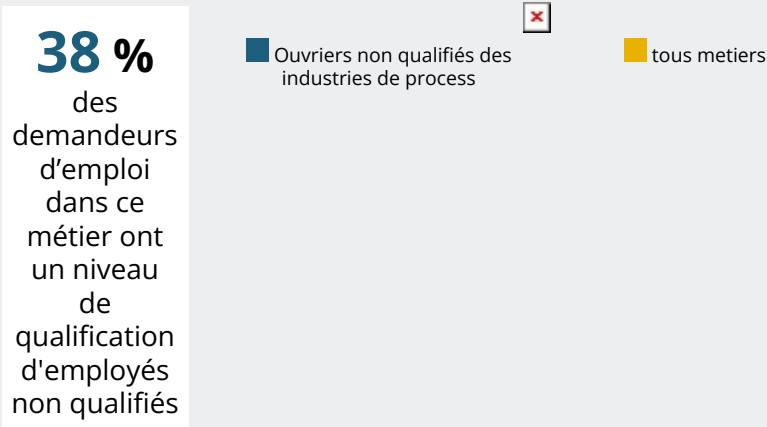 38 %
des
demandeurs
d’emploi
dans ce
métier ont
un niveau
de
qualification
d'employés
non qualifiés
Ouvriers non qualifiés des
industries de process
tous metiers